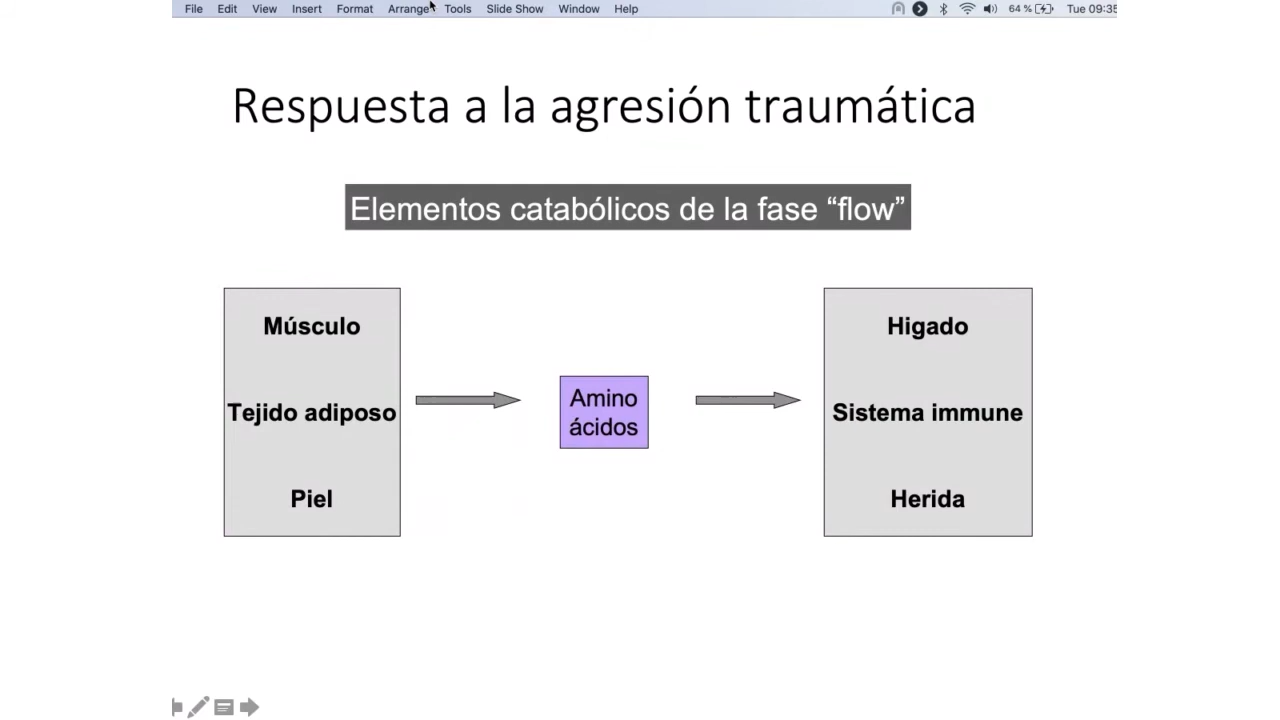 File Edit View Insert Format Arrange Tools Slide Show Window Help 64 % Tue 09:35
Respuesta a la agresión traumática
Elementos catabólicos de la fase “flow”
Músculo
Tejido adiposo
Piel
Amino
ácidos
Higado
Sistema immune
Herida